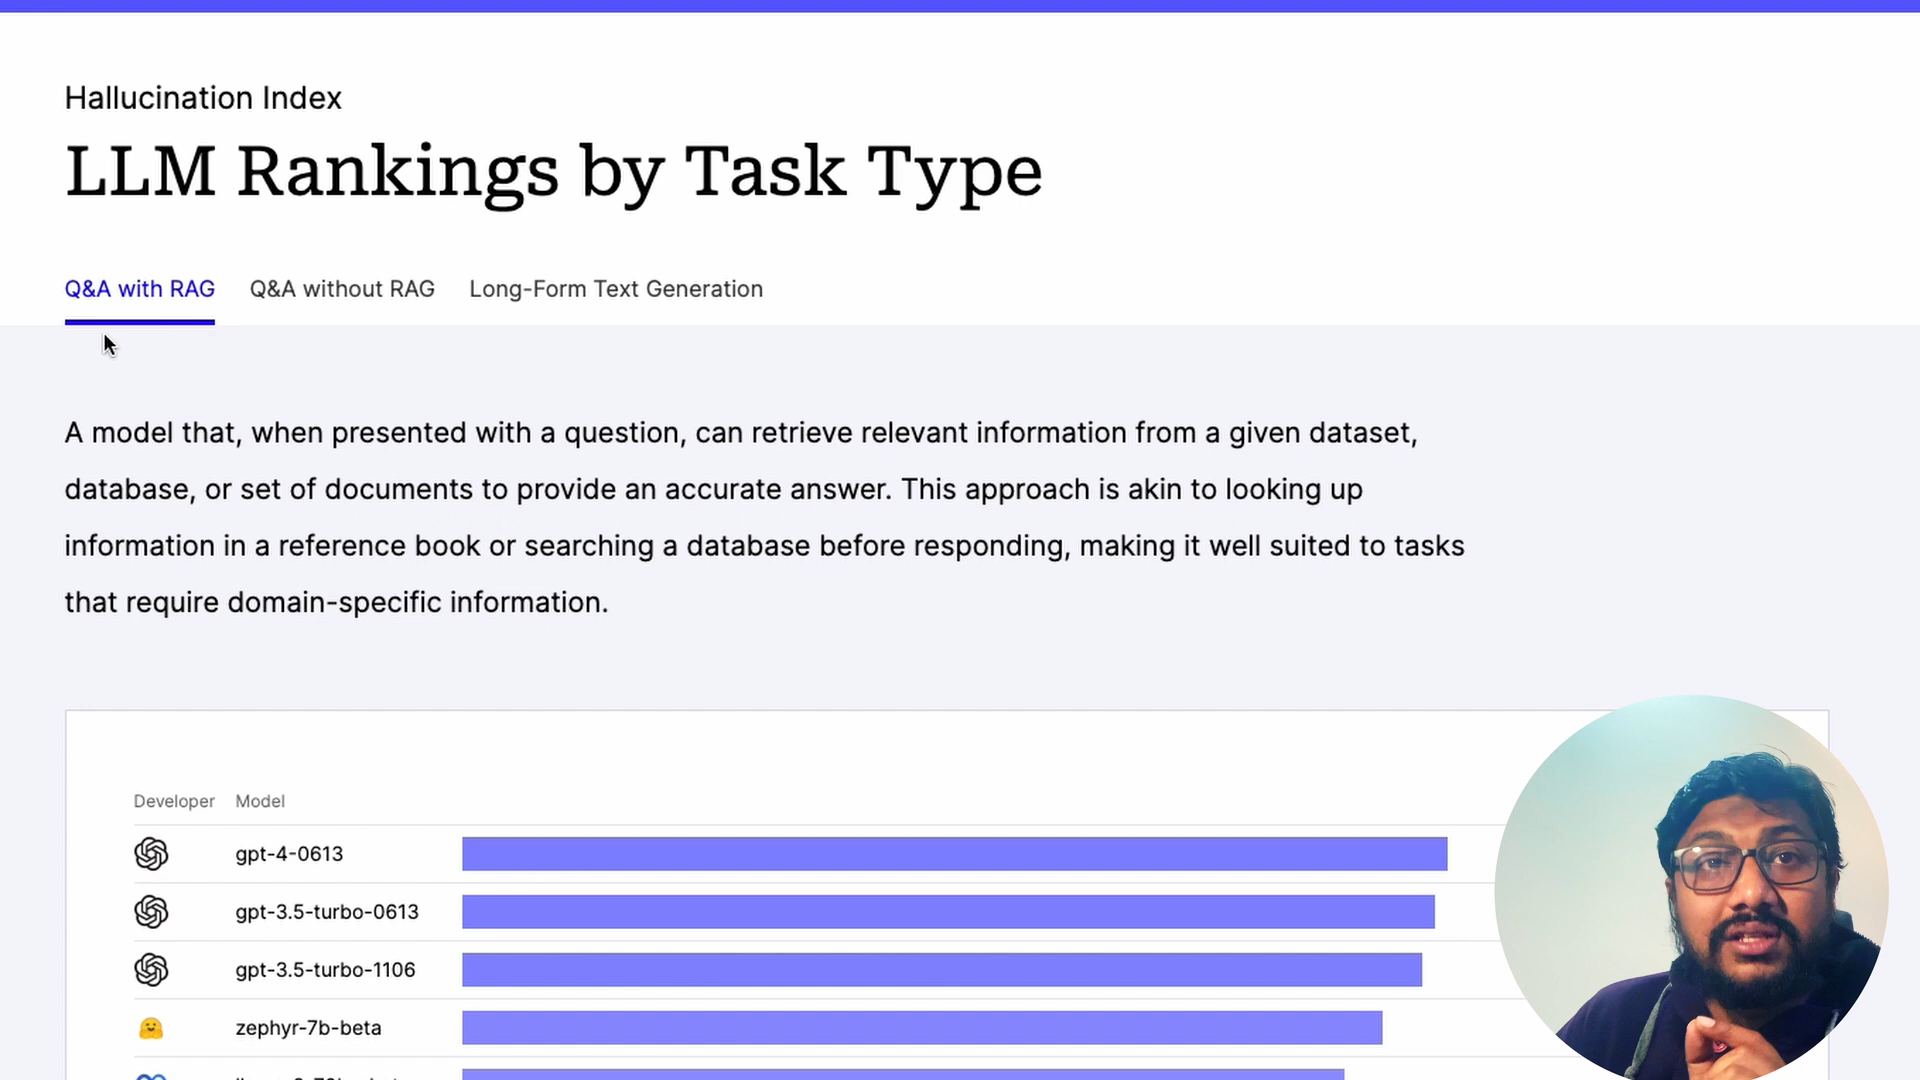 Hallucination Index
LLM Rankings by Task Type
Q&A with RAG
Q&A without RAG
Long-Form Text Generation
A model that, when presented with a question, can retrieve relevant information from a given dataset,
database, or set of documents to provide an accurate answer. This approach is akin to looking up
information in a reference book or searching a database before responding, making it well suited to tasks
that require domain-specific information.
Developer Model
gpt-4-0613
gpt-3.5-turbo-0613
gpt-3.5-turbo-1106
zephyr-7b-beta